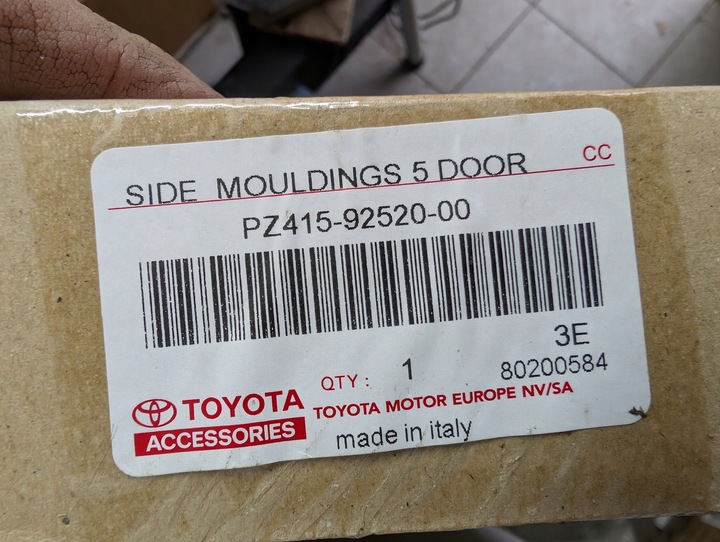 SIDE MOULDINGS 5 DOOR CC
PZ415-92520-00
3E
QTY: 1 80200584
TOYOTA TOYOTA MOTOR EUROPE NV/SA
ACCESSORIES made in italy